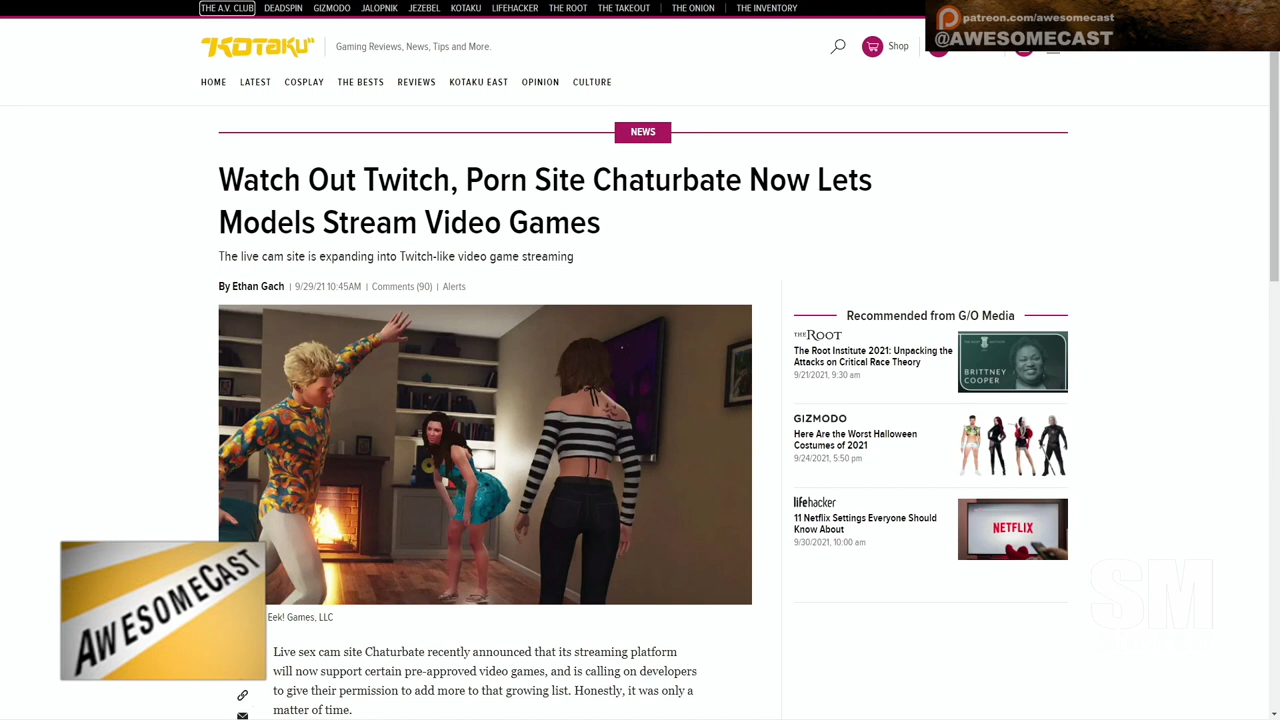 THE A.V. CLUB DEADSPIN GIZMODO JALOPNIK JEZEBEL KOTAKU LIFEHACKER THE ROOT THE TAKEOUT THE ONION THE INVENTORY
patreon.com/awesomecast
@AWESOMECAST
KOTAKU
Gaming Reviews, News, Tips and More.
Shop
HOME LATEST COSPLAY THE BESTS REVIEWS KOTAKU EAST OPINION CULTURE
NEWS
Watch Out Twitch, Porn Site Chaturbate Now Lets
Models Stream Video Games
The live cam site is expanding into Twitch-like video game streaming
By Ethan Gach | 9/29/21 10:45AM | Comments (90) | Alerts
Recommended from G/O Media
THE ROOT
The Root Institute 2021: Unpacking the
Attacks on Critical Race Theory
9/21/2021, 9:30 am
BRITTNEY
COOPER
GIZMODO
Here Are the Worst Halloween
Costumes of 2021
9/24/2021, 5:50 pm
lifehacker
11 Netflix Settings Everyone Should
Know About
9/30/2021, 10:00 am
NETFLIX
AWESOMECAST
SM
Eek! Games, LLC
Live sex cam site Chaturbate recently announced that its streaming platform
will now support certain pre-approved video games, and is calling on developers
to give their permission to add more to that growing list. Honestly, it was only a
matter of time.